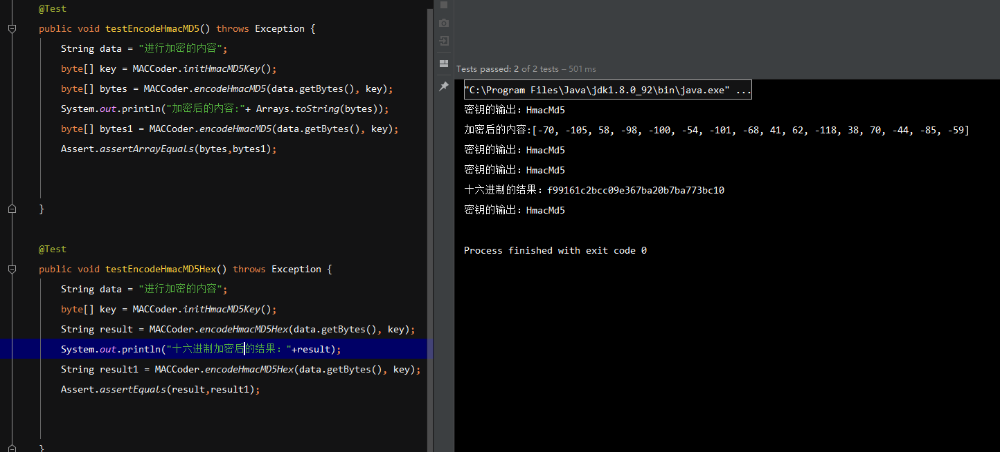 @Test
public void testEncodeHmacMD5() throws Exception {
String data = "进行加密的内容";
byte[] key = MACCoder.initHmacMD5Key();
byte[] bytes = MACCoder.encodeHmacMD5(data.getBytes(), key);
System.out.println("加密后的内容:"+ Arrays.toString(bytes));
byte[] bytes1 = MACCoder.encodeHmacMD5(data.getBytes(), key);
Assert.assertArrayEquals(bytes,bytes1);
}
@Test
public void testEncodeHmacMD5Hex() throws Exception {
String data = "进行加密的内容";
byte[] key = MACCoder.initHmacMD5Key();
String result = MACCoder.encodeHmacMD5Hex(data.getBytes(), key);
System.out.println("十六进制加密后的结果："+result);
String result1 = MACCoder.encodeHmacMD5Hex(data.getBytes(), key);
Assert.assertEquals(result,result1);
}
Tests passed: 2 of 2 tests – 501 ms
"C:\Program Files\Java\jdk1.8.0_92\bin\java.exe" ...
密钥的输出：HmacMd5
加密后的内容:[-70, -105, 58, -98, -100, -54, -101, -68, 41, 62, -118, 38, 70, -44, -85, -59]
密钥的输出：HmacMd5
密钥的输出：HmacMd5
十六进制的结果：f99161c2bcc09e367ba20b7ba773bc10
密钥的输出：HmacMd5
Process finished with exit code 0